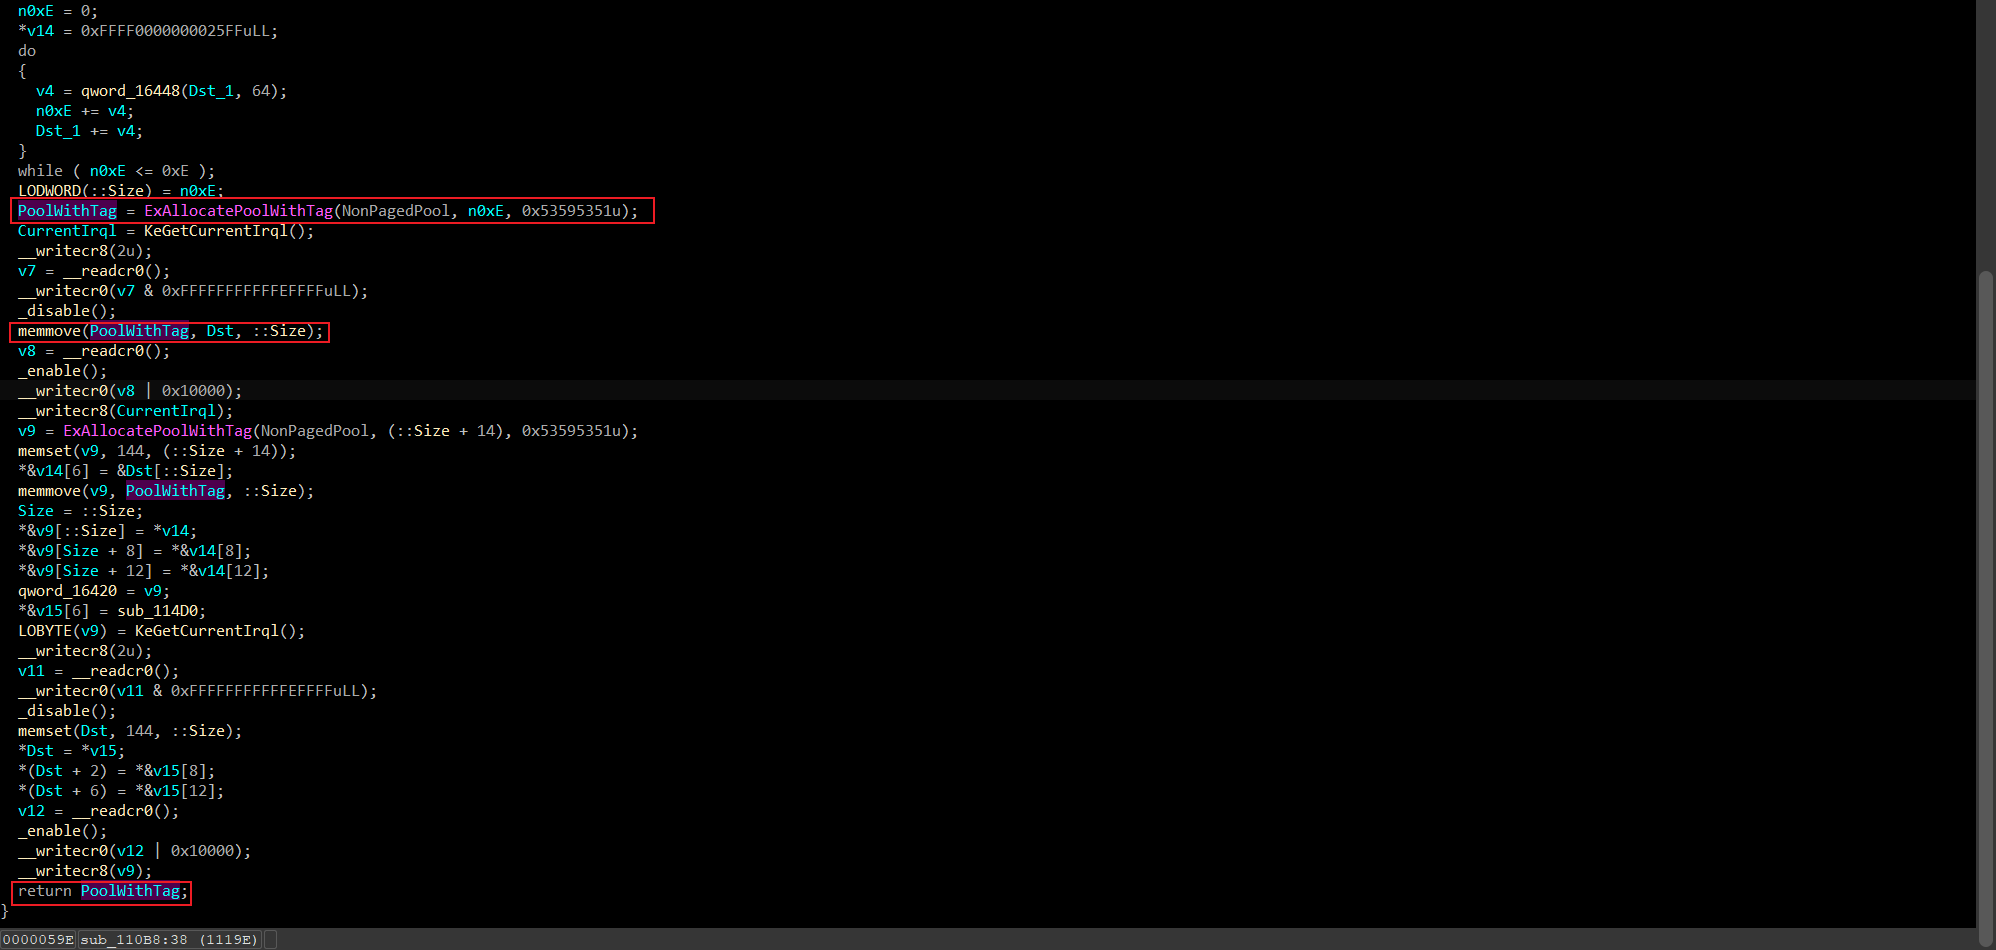 n0xE = 0;
*v14 = 0xFFFF0000000025FFuLL;
do
{
v4 = qword_16448(Dst_1, 64);
n0xE += v4;
Dst_1 += v4;
}
while ( n0xE <= 0xE );
LODWORD(::Size) = n0xE;
PoolWithTag = ExAllocatePoolWithTag(NonPagedPool, n0xE, 0x53595351u);
CurrentIrql = KeGetCurrentIrql();
__writecr8(2u);
v7 = __readcr0();
__writecr0(v7 & 0xFFFFFFFFFFFEFFFFuLL);
_disable();
memmove(PoolWithTag, Dst, ::Size);
v8 = __readcr0();
_enable();
__writecr0(v8 | 0x10000);
__writecr8(CurrentIrql);
v9 = ExAllocatePoolWithTag(NonPagedPool, (::Size + 14), 0x53595351u);
memset(v9, 144, (::Size + 14));
*&v14[6] = &Dst[::Size];
memmove(v9, PoolWithTag, ::Size);
Size = ::Size;
*&v9[::Size] = *v14;
*&v9[Size + 8] = *&v14[8];
*&v9[Size + 12] = *&v14[12];
qword_16420 = v9;
*&v15[6] = sub_114D0;
LOBYTE(v9) = KeGetCurrentIrql();
__writecr8(2u);
v11 = __readcr0();
__writecr0(v11 & 0xFFFFFFFFFFFEFFFFuLL);
_disable();
memset(Dst, 144, ::Size);
*Dst = *v15;
*(Dst + 2) = *&v15[8];
*(Dst + 6) = *&v15[12];
v12 = __readcr0();
_enable();
__writecr0(v12 | 0x10000);
__writecr8(v9);
return PoolWithTag;
}
0000059E sub_110B8:38 (1119E)